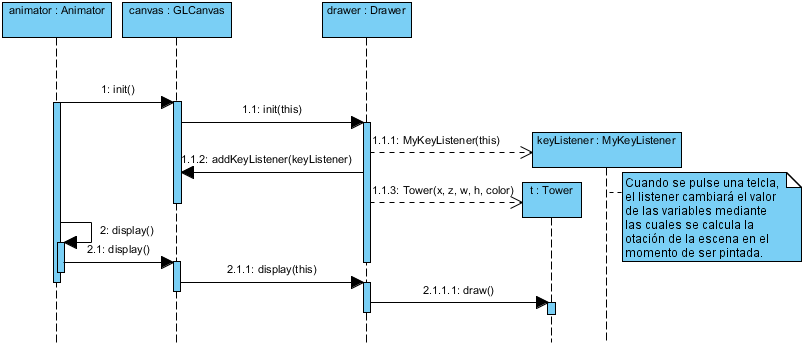 animator : Animator
canvas : GLCanvas
drawer : Drawer
1: init()
1.1: init(this)
1.1.1: MyKeyListener(this)
keyListener : MyKeyListener
1.1.2: addKeyListener(keyListener)
1.1.3: Tower(x, z, w, h, color)
t : Tower
Cuando se pulse una telcla,
el listener cambiará el valor
de las variables mediante
las cuales se calcula la
otación de la escena en el
momento de ser pintada.
2: display()
2.1: display()
2.1.1: display(this)
2.1.1.1: draw()